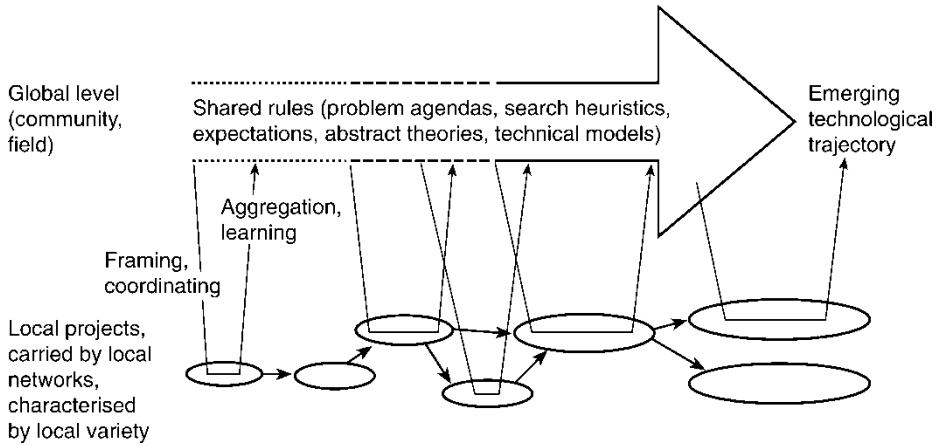 Global level
(community,
field)
Shared rules (problem agendas, search heuristics,
expectations, abstract theories, technical models)
Emerging
technological
trajectory
Aggregation,
learning
Framing,
coordinating
Local projects,
carried by local
networks,
characterised
by local variety